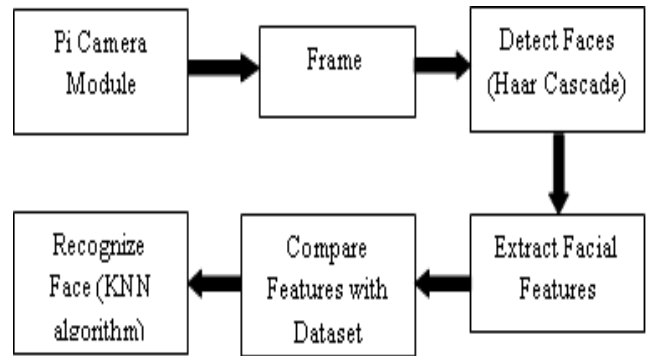 Pi Camera
Module
Frame
Detect Faces
(Haar Cascade)
Extract Facial
Features
Compare
Features with
Dataset
Recognize
Face (KNN
algorithm)